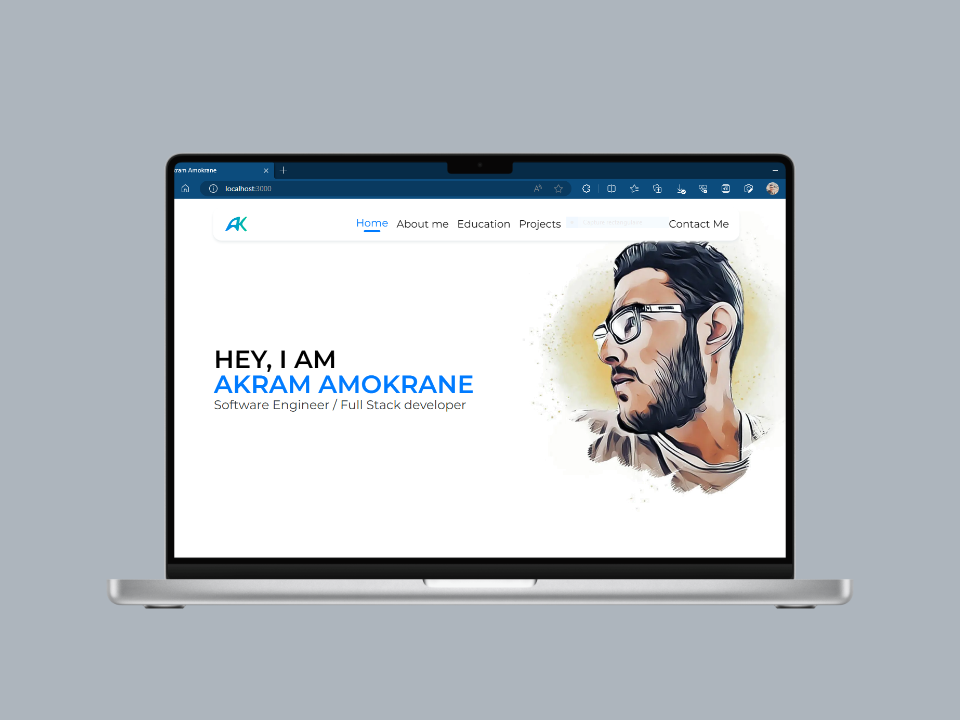 kram Amokrane
localhost:3000
AK
Home About me Education Projects Contact Me
HEY, I AM
AKRAM AMOKRANE
Software Engineer / Full Stack developer